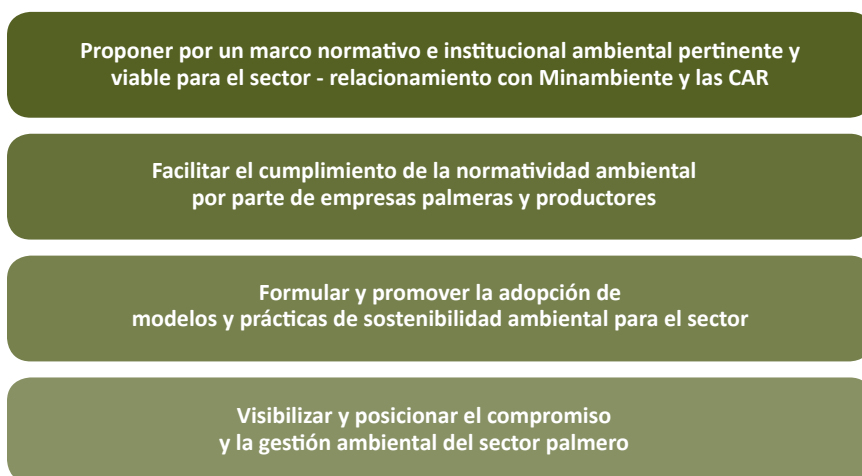 Proponer por un marco normativo e institucional ambiental pertinente y
viable para el sector - relacionamiento con Minambiente y las CAR
Facilitar el cumplimiento de la normatividad ambiental
por parte de empresas palmeras y productores
Formular y promover la adopción de
modelos y prácticas de sostenibilidad ambiental para el sector
Visibilizar y posicionar el compromiso
y la gestión ambiental del sector palmero